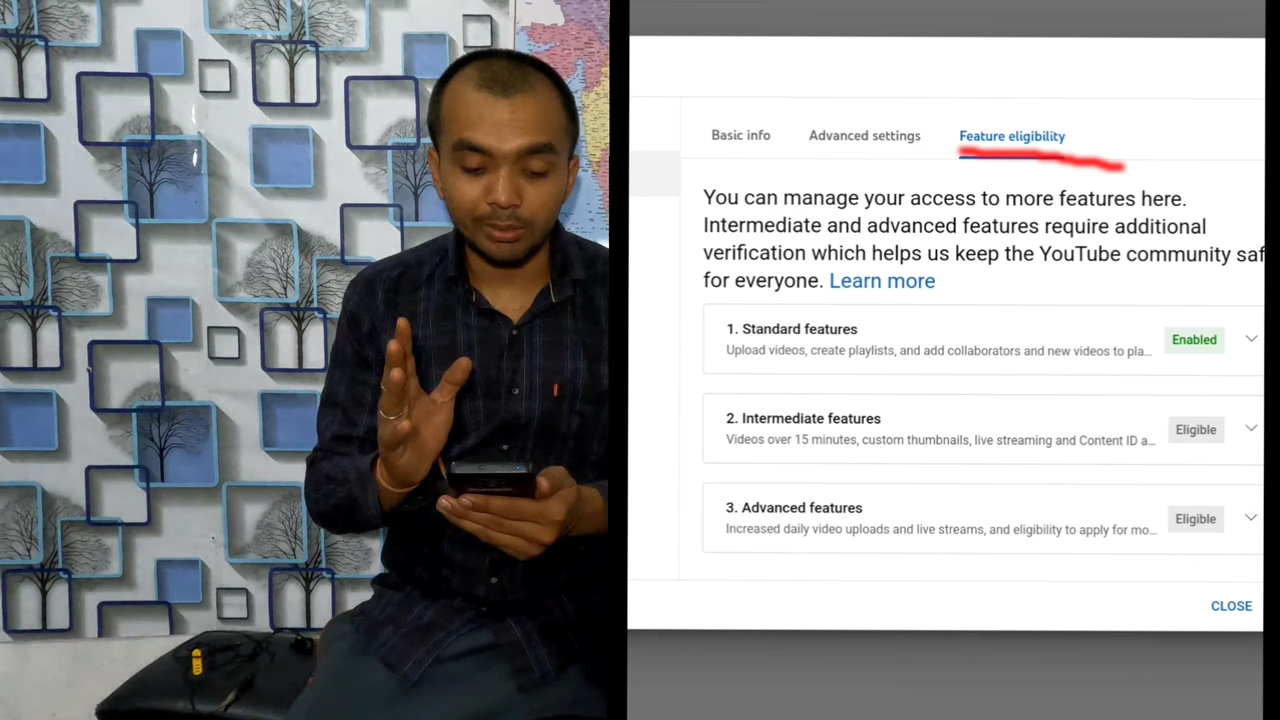 Basic info
Advanced settings
Feature eligibility
You can manage your access to more features here.
Intermediate and advanced features require additional
verification which helps us keep the YouTube community saf
for everyone. Learn more
1. Standard features
Upload videos, create playlists, and add collaborators and new videos to pla...
Enabled
2. Intermediate features
Videos over 15 minutes, custom thumbnails, live streaming and Content ID a...
Eligible
3. Advanced features
Increased daily video uploads and live streams, and eligibility to apply for mo...
Eligible
CLOSE